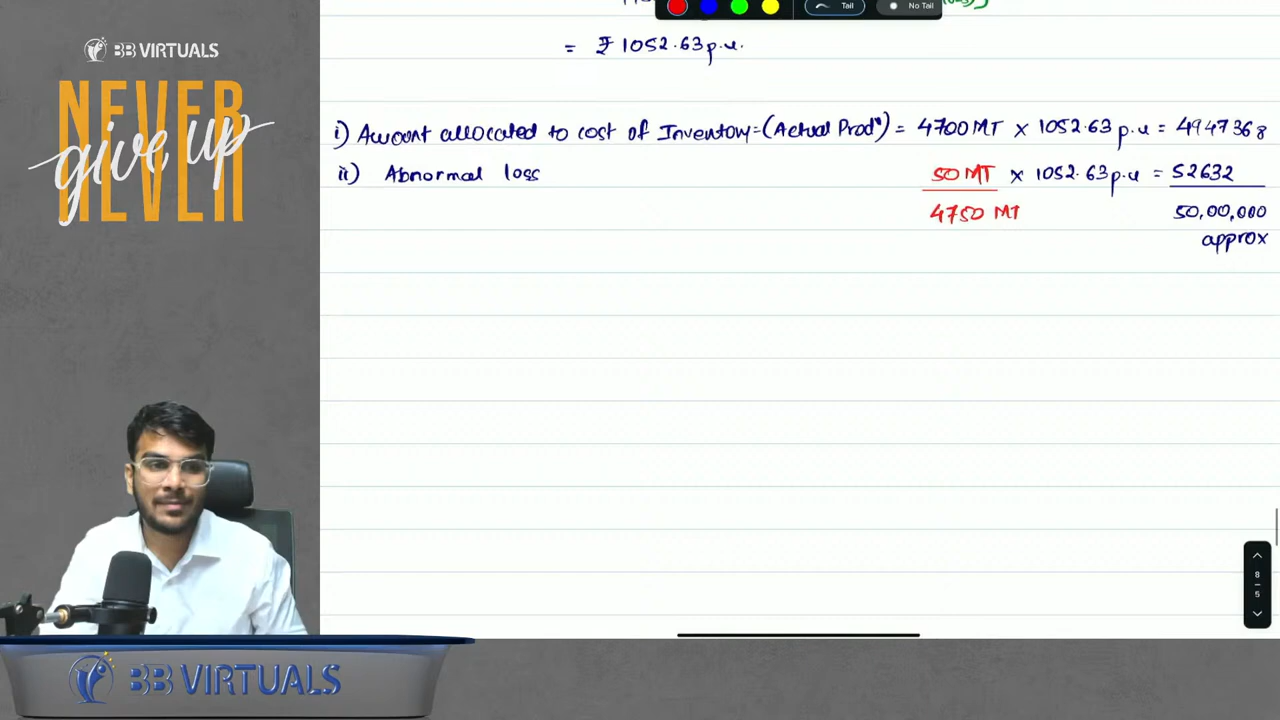 Tail
No Tail
= ₹ 1052.63 p.u.
BB VIRTUALS
NEVER
give up
NEVER
i) Amount allocated to cost of Inventory = (Actual Prodⁿ) = 4700 MT × 1052.63 p.u = 4947368
ii) Abnormal loss 50 MT × 1052.63 p.u = 52632
4750 MT 50,00,000
approx
8
5
BB VIRTUALS